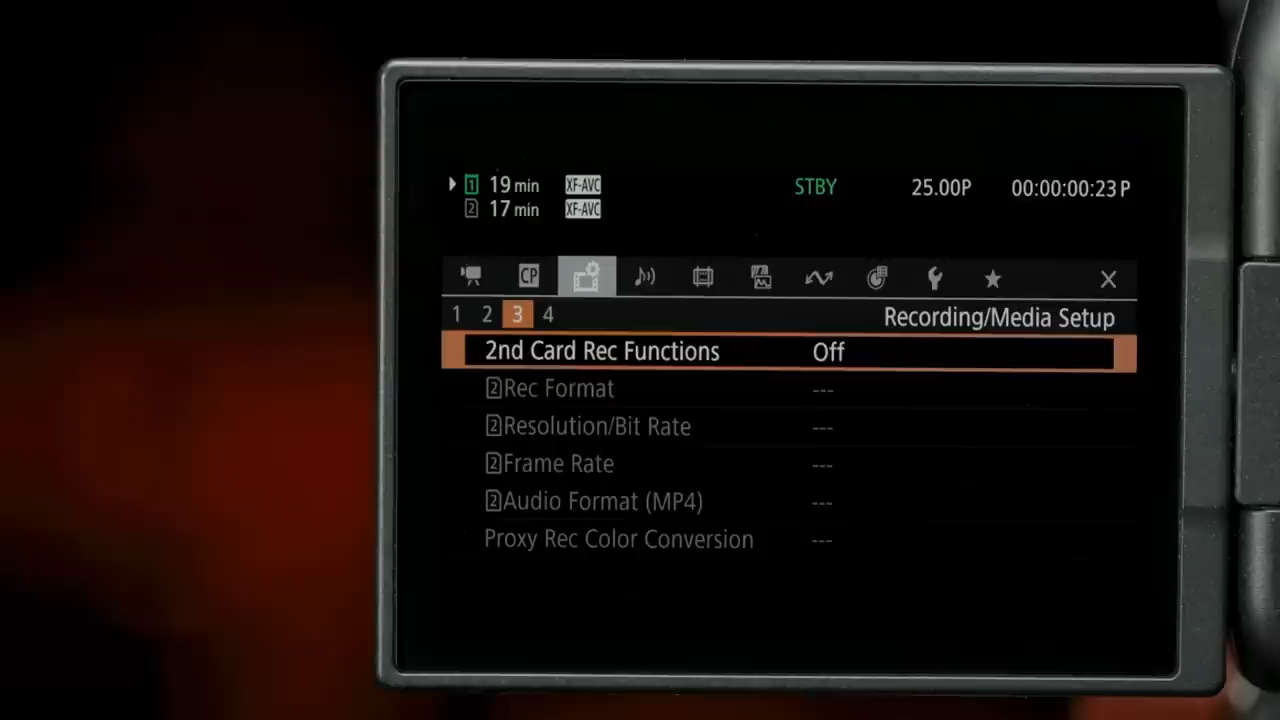 1 19 min XF-AVC STBY 25.00P 00:00:00:23 P
2 17 min XF-AVC
CP X
1 2 3 4 Recording/Media Setup
2nd Card Rec Functions Off
2 Rec Format ---
2 Resolution/Bit Rate ---
2 Frame Rate ---
2 Audio Format (MP4) ---
Proxy Rec Color Conversion ---